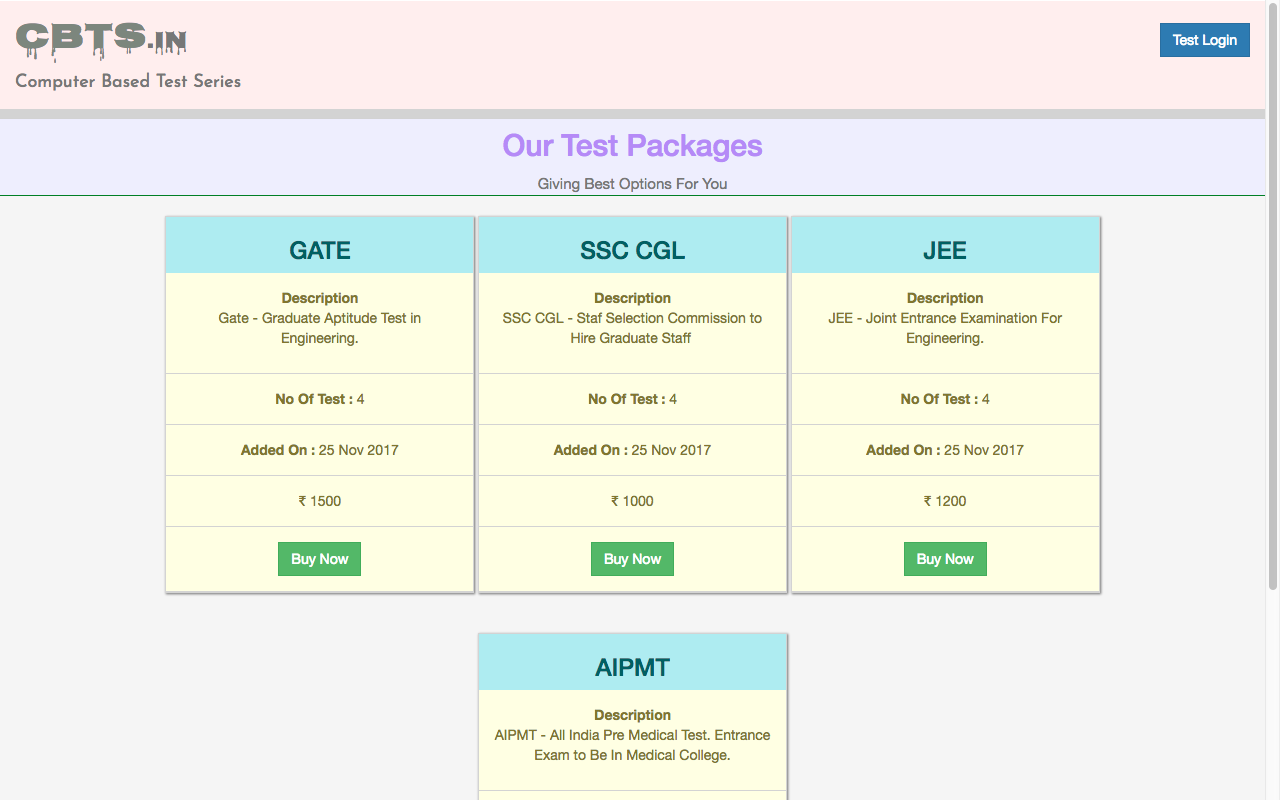 CBTS.IN
Test Login
Computer Based Test Series
Our Test Packages
Giving Best Options For You
GATE
Description
Gate - Graduate Aptitude Test in
Engineering.
No Of Test : 4
Added On : 25 Nov 2017
₹ 1500
Buy Now
SSC CGL
Description
SSC CGL - Staf Selection Commission to
Hire Graduate Staff
No Of Test : 4
Added On : 25 Nov 2017
₹ 1000
Buy Now
JEE
Description
JEE - Joint Entrance Examination For
Engineering.
No Of Test : 4
Added On : 25 Nov 2017
₹ 1200
Buy Now
AIPMT
Description
AIPMT - All India Pre Medical Test. Entrance
Exam to Be In Medical College.